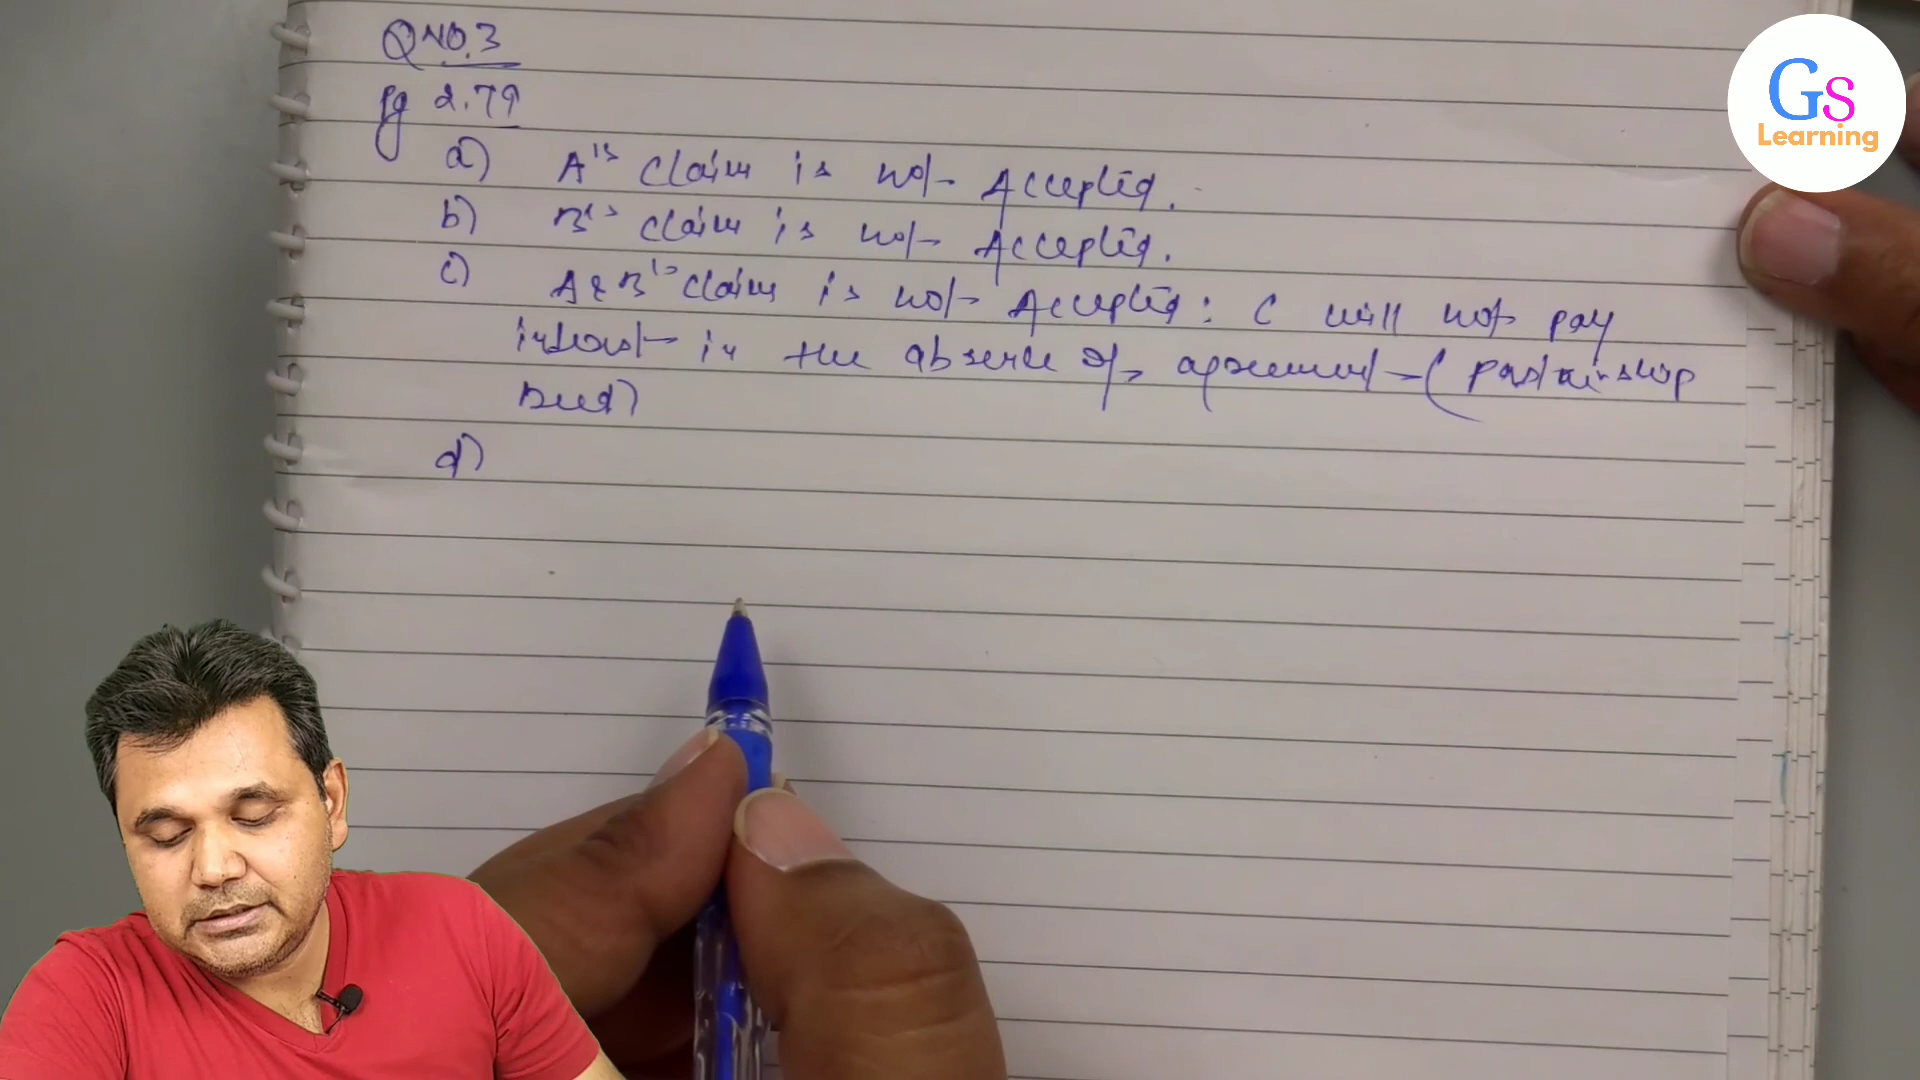 Q NO.3
Pg 2.79
a) A's claim is not Accepted.
b) B's claim is not Accepted.
c) A & B's claim is not Accepted: C will not pay
interest in the absence of agreement (partnership
Deed)
d)
Gs
Learning